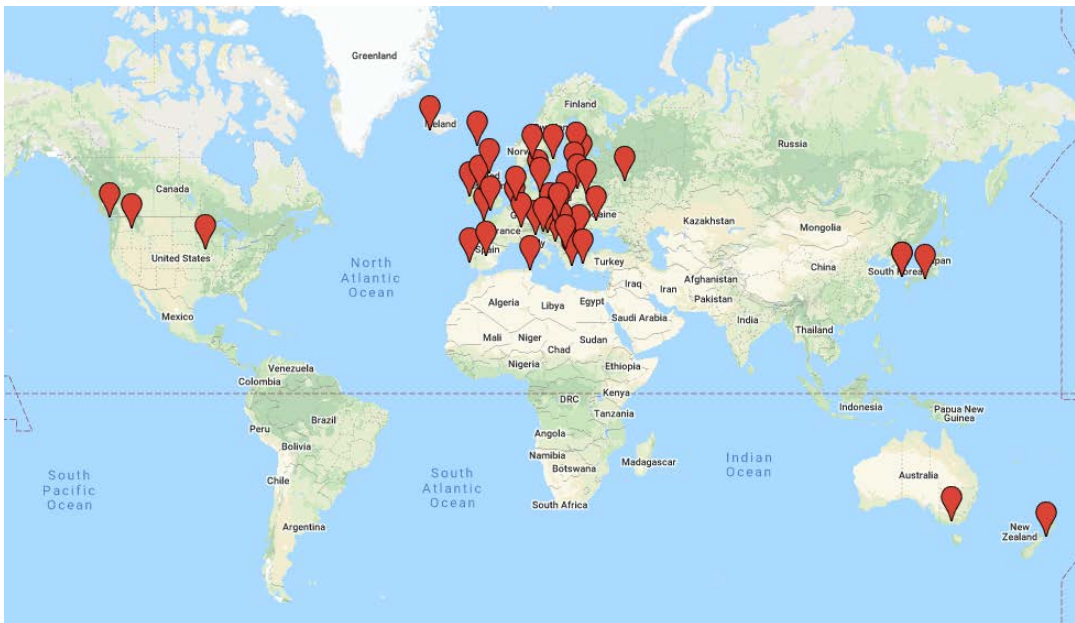 Greenland
Finland
Russia
Canada
Kazakhstan
Mongolia
United States
Spain
Turkey
China
North
Atlantic
Ocean
Algeria
Libya
Egypt
Iraq
Iran
Afghanistan
Pakistan
Saudi Arabia
India
Mexico
Mali
Niger
Chad
Sudan
Thailand
Nigeria
Ethiopia
Venezuela
Colombia
DRC
Kenya
Tanzania
Indonesia
Papua New
Guinea
Peru
Brazil
Bolivia
Angola
Namibia
Botswana
Madagascar
Indian
Ocean
South
Pacific
Ocean
South
Atlantic
Ocean
Chile
Australia
South Africa
Argentina
New
Zealand